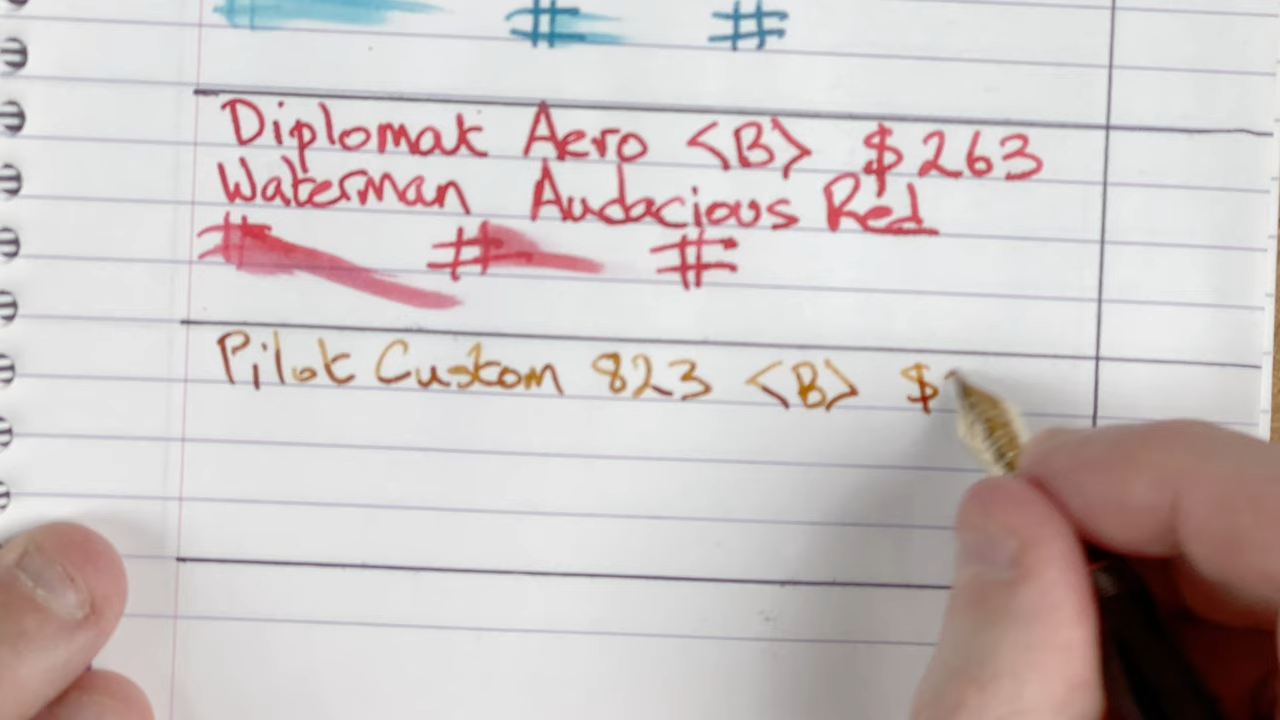 # #
Diplomat Aero <B> $263
Waterman Audacious Red
# # #
Pilot Custom 823 <B> $